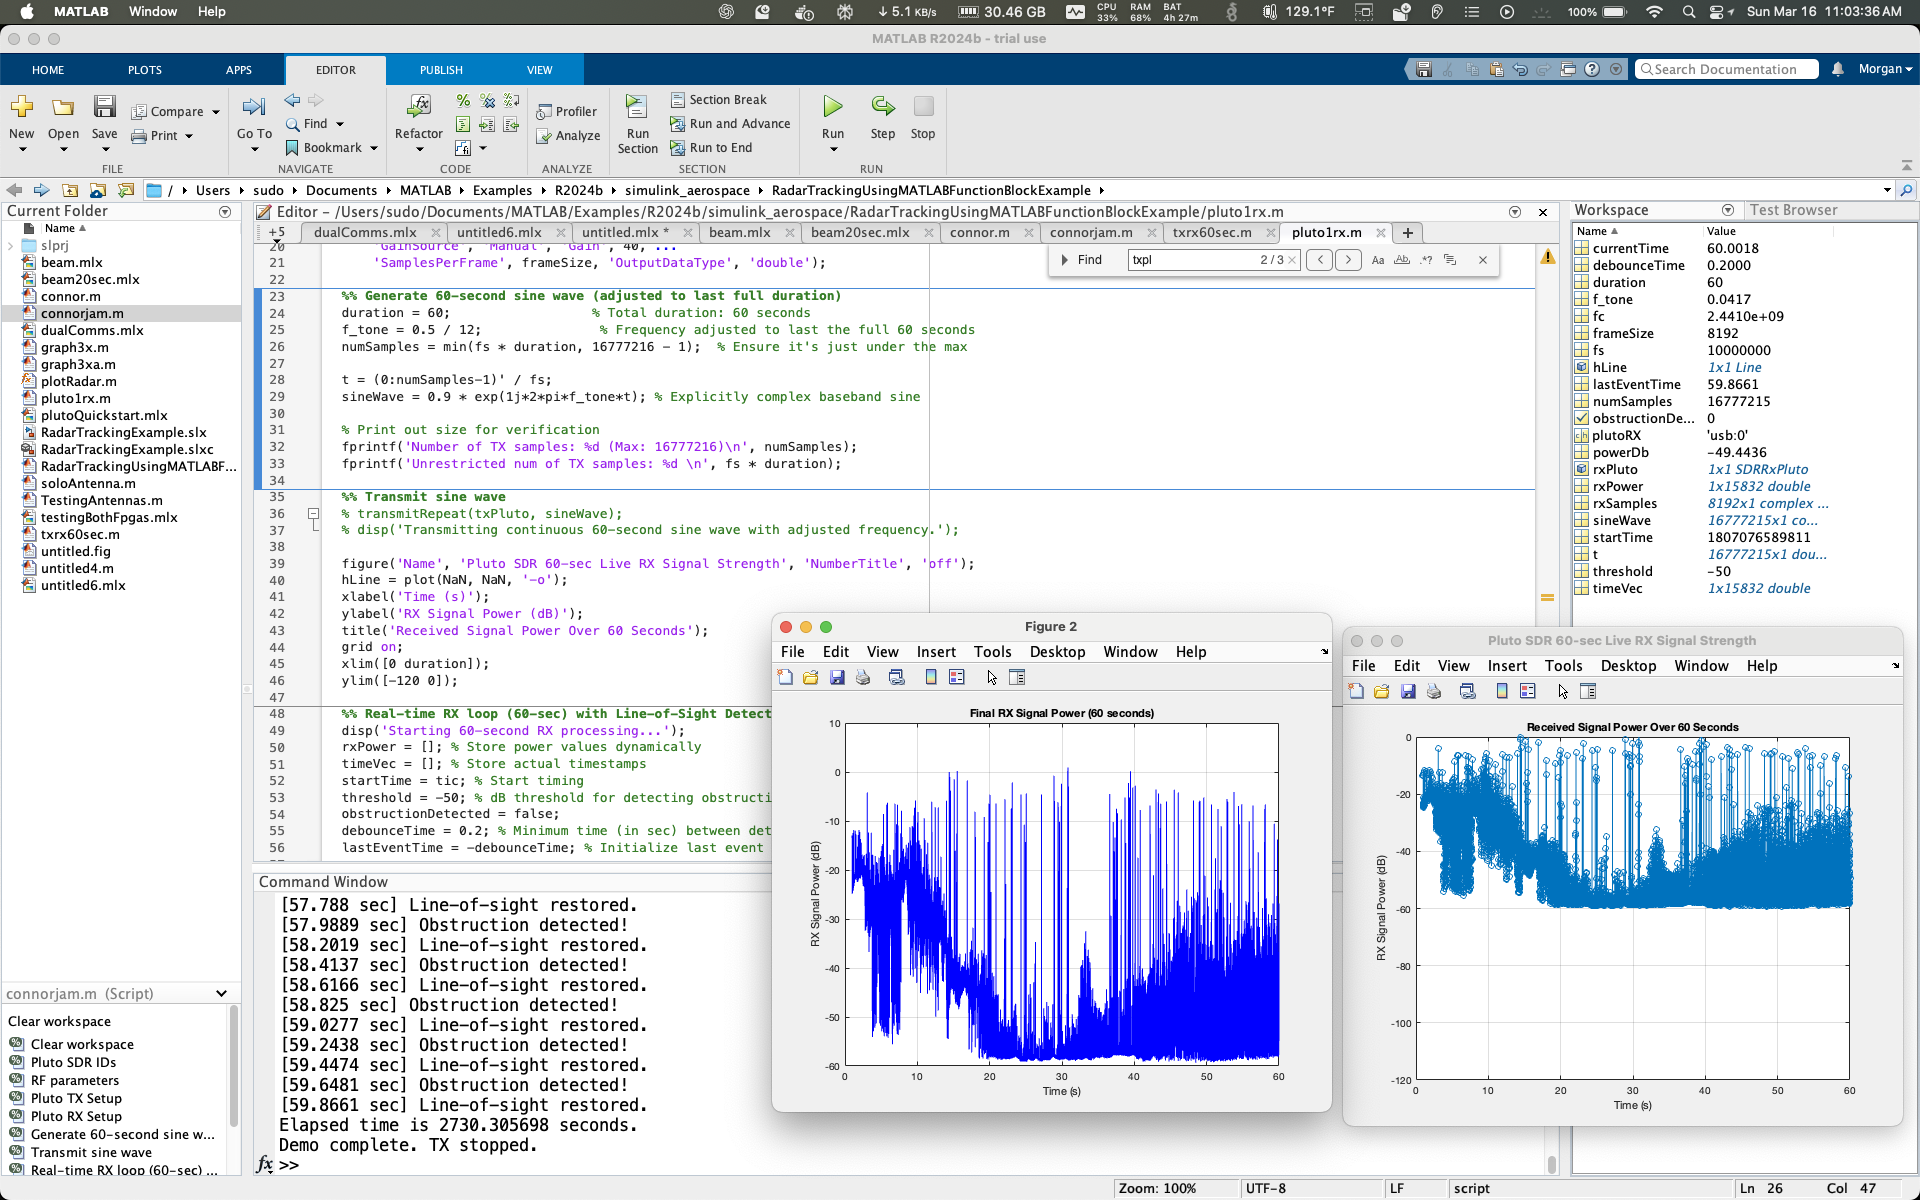 MATLAB Window Help
↓ 5.1 KB/s 30.46 GB CPU 33% RAM 68% BAT 4h 27m 129.1°F 100% Sun Mar 16 11:03:36 AM
MATLAB R2024b - trial use
HOME PLOTS APPS EDITOR PUBLISH VIEW
Search Documentation Morgan
New Open Save Compare Print Go To Find Bookmark Refactor Profiler Analyze Run Section Section Break Run and Advance Run to End Run Step Stop
FILE NAVIGATE CODE ANALYZE SECTION RUN
/ Users sudo Documents MATLAB Examples R2024b simulink_aerospace RadarTrackingUsingMATLABFunctionBlockExample
Current Folder
Name
slprj
beam.mlx
beam20sec.mlx
connor.m
connorjam.m
dualComms.mlx
graph3x.m
graph3xa.m
plotRadar.m
pluto1rx.m
plutoQuickstart.mlx
RadarTrackingExample.slx
RadarTrackingExample.slxc
RadarTrackingUsingMATLABF...
soloAntenna.m
TestingAntennas.m
testingBothFpgas.mlx
txrx60sec.m
untitled.fig
untitled4.m
untitled6.mlx
connorjam.m (Script)
Clear workspace
Clear workspace
Pluto SDR IDs
RF parameters
Pluto TX Setup
Pluto RX Setup
Generate 60-second sine w...
Transmit sine wave
Real-time RX loop (60-sec) ...
Editor - /Users/sudo/Documents/MATLAB/Examples/R2024b/simulink_aerospace/RadarTrackingUsingMATLABFunctionBlockExample/pluto1rx.m
+5 dualComms.mlx untitled6.mlx untitled.mlx * beam.mlx beam20sec.mlx connor.m connorjam.m txrx60sec.m pluto1rx.m
Find txpl 2/3 Aa Ab .*?
20 'GainSource', 'Manual', 'Gain', 40, ...
21 'SamplesPerFrame', frameSize, 'OutputDataType', 'double');
22
23 %% Generate 60-second sine wave (adjusted to last full duration)
24 duration = 60; % Total duration: 60 seconds
25 f_tone = 0.5 / 12; % Frequency adjusted to last the full 60 seconds
26 numSamples = min(fs * duration, 16777216 - 1); % Ensure it's just under the max
27
28 t = (0:numSamples-1)' / fs;
29 sineWave = 0.9 * exp(1j*2*pi*f_tone*t); % Explicitly complex baseband sine
30
31 % Print out size for verification
32 fprintf('Number of TX samples: %d (Max: 16777216)\n', numSamples);
33 fprintf('Unrestricted num of TX samples: %d \n', fs * duration);
34
35 %% Transmit sine wave
36 % transmitRepeat(txPluto, sineWave);
37 % disp('Transmitting continuous 60-second sine wave with adjusted frequency.');
38
39 figure('Name', 'Pluto SDR 60-sec Live RX Signal Strength', 'NumberTitle', 'off');
40 hLine = plot(NaN, NaN, '-o');
41 xlabel('Time (s)');
42 ylabel('RX Signal Power (dB)');
43 title('Received Signal Power Over 60 Seconds');
44 grid on;
45 xlim([0 duration]);
46 ylim([-120 0]);
47
48 %% Real-time RX loop (60-sec) with Line-of-Sight Detect
49 disp('Starting 60-second RX processing...');
50 rxPower = []; % Store power values dynamically
51 timeVec = []; % Store actual timestamps
52 startTime = tic; % Start timing
53 threshold = -50; % dB threshold for detecting obstructi
54 obstructionDetected = false;
55 debounceTime = 0.2; % Minimum time (in sec) between det
56 lastEventTime = -debounceTime; % Initialize last event
Command Window
[57.788 sec] Line-of-sight restored.
[57.9889 sec] Obstruction detected!
[58.2019 sec] Line-of-sight restored.
[58.4137 sec] Obstruction detected!
[58.6166 sec] Line-of-sight restored.
[58.825 sec] Obstruction detected!
[59.0277 sec] Line-of-sight restored.
[59.2438 sec] Obstruction detected!
[59.4474 sec] Line-of-sight restored.
[59.6481 sec] Obstruction detected!
[59.8661 sec] Line-of-sight restored.
Elapsed time is 2730.305698 seconds.
Demo complete. TX stopped.
fx >>
Workspace Test Browser
Name Value
currentTime 60.0018
debounceTime 0.2000
duration 60
f_tone 0.0417
fc 2.4410e+09
frameSize 8192
fs 10000000
hLine 1x1 Line
lastEventTime 59.8661
numSamples 16777215
obstructionDe... 0
plutoRX 'usb:0'
powerDb -49.4436
rxPluto 1x1 SDRRxPluto
rxPower 1x15832 double
rxSamples 8192x1 complex ...
sineWave 16777215x1 co...
startTime 1807076589811
t 16777215x1 dou...
threshold -50
timeVec 1x15832 double
Figure 2
File Edit View Insert Tools Desktop Window Help
Final RX Signal Power (60 seconds)
RX Signal Power (dB)
10
0
-10
-20
-30
-40
-50
-60
0 10 20 30 40 50 60
Time (s)
Pluto SDR 60-sec Live RX Signal Strength
File Edit View Insert Tools Desktop Window Help
Received Signal Power Over 60 Seconds
RX Signal Power (dB)
0
-20
-40
-60
-80
-100
-120
0 10 20 30 40 50 60
Time (s)
Zoom: 100% UTF-8 LF script Ln 26 Col 47